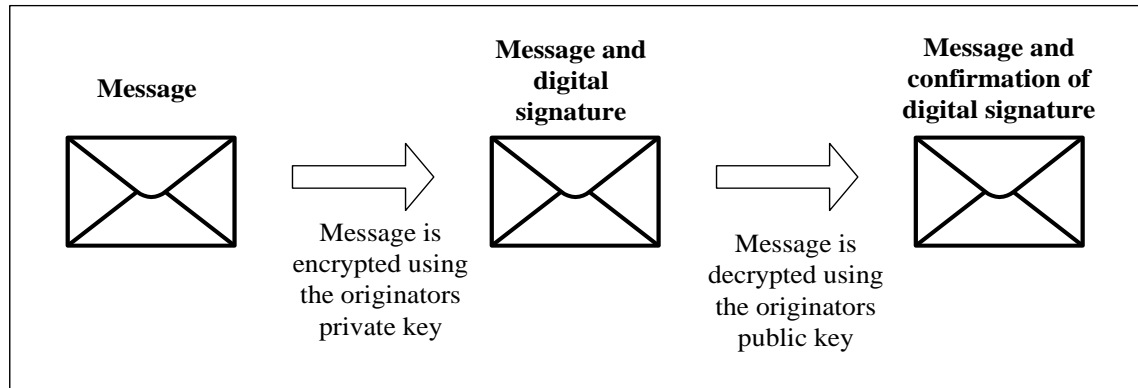 Message
Message is
encrypted using
the originators
private key
Message and
digital
signature
Message is
decrypted using
the originators
public key
Message and
confirmation of
digital signature